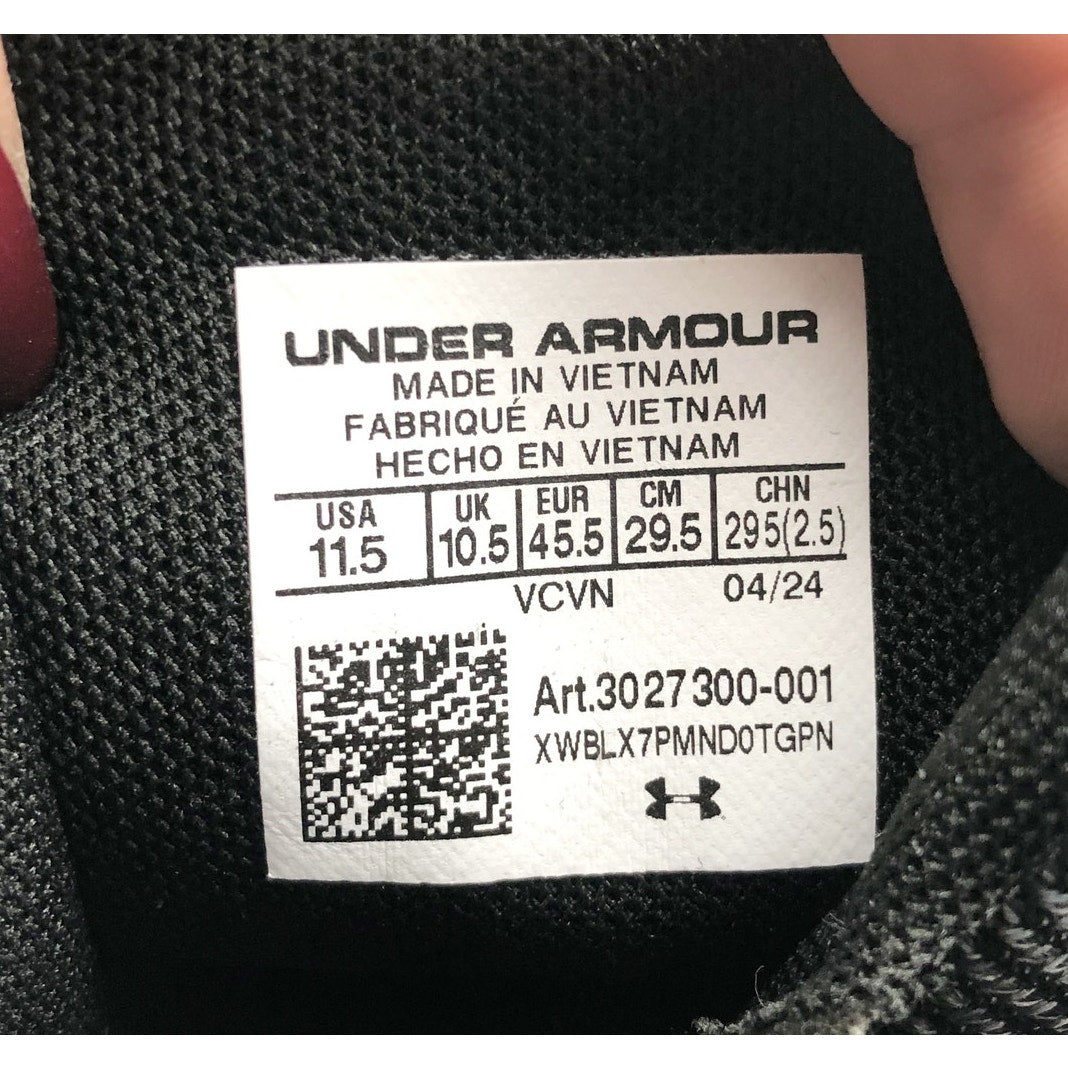 UNDER ARMOUR
MADE IN VIETNAM
FABRIQUÉ AU VIETNAM
HECHO EN VIETNAM
USA UK EUR CM CHN
11.5 10.5 45.5 29.5 295(2.5)
VCVN 04/24
Art.3027300-001
XWBLX7PMND0TGPN